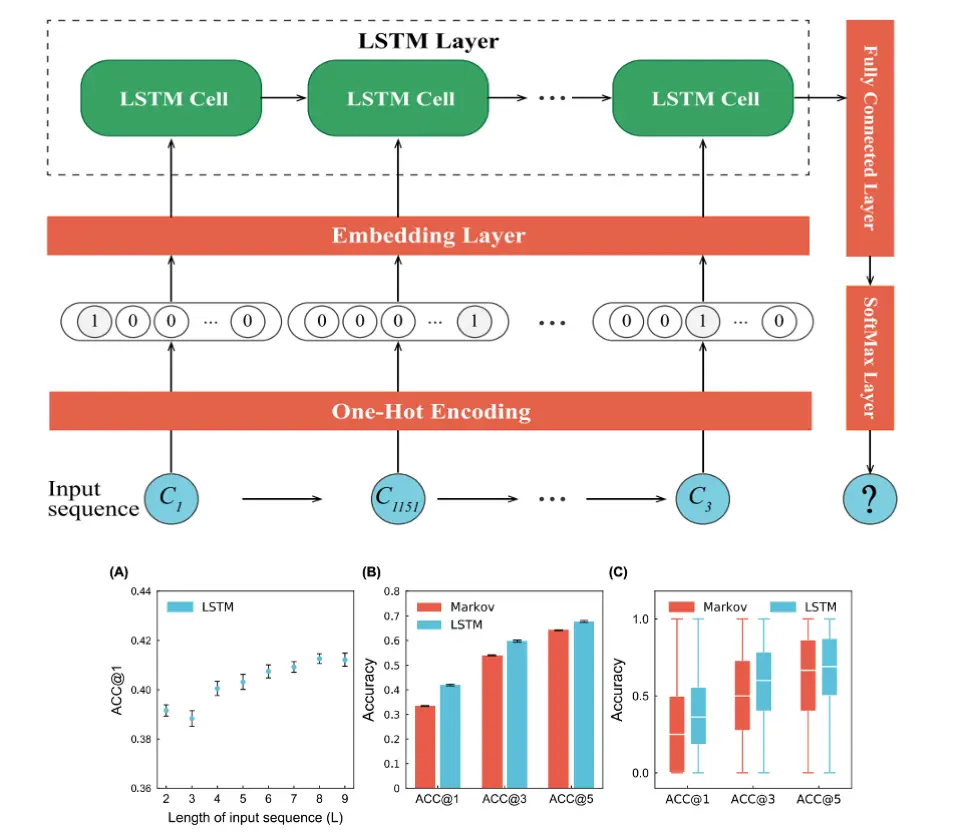 LSTM Layer
LSTM Cell
LSTM Cell
...
LSTM Cell
Fully Connected Layer
Embedding Layer
1 0 0 ... 0
0 0 0 ... 1
...
0 0 1 ... 0
SoftMax Layer
One-Hot Encoding
Input
sequence
C1
C1151
...
C3
?
(A)
0.44
0.42
0.40
0.38
0.36
ACC@1
LSTM
2 3 4 5 6 7 8 9
Length of input sequence (L)
(B)
0.8
0.7
0.6
0.5
0.4
0.3
0.2
0.1
0
Accuracy
Markov
LSTM
ACC@1 ACC@3 ACC@5
(C)
1.0
0.5
0.0
Accuracy
Markov LSTM
ACC@1 ACC@3 ACC@5